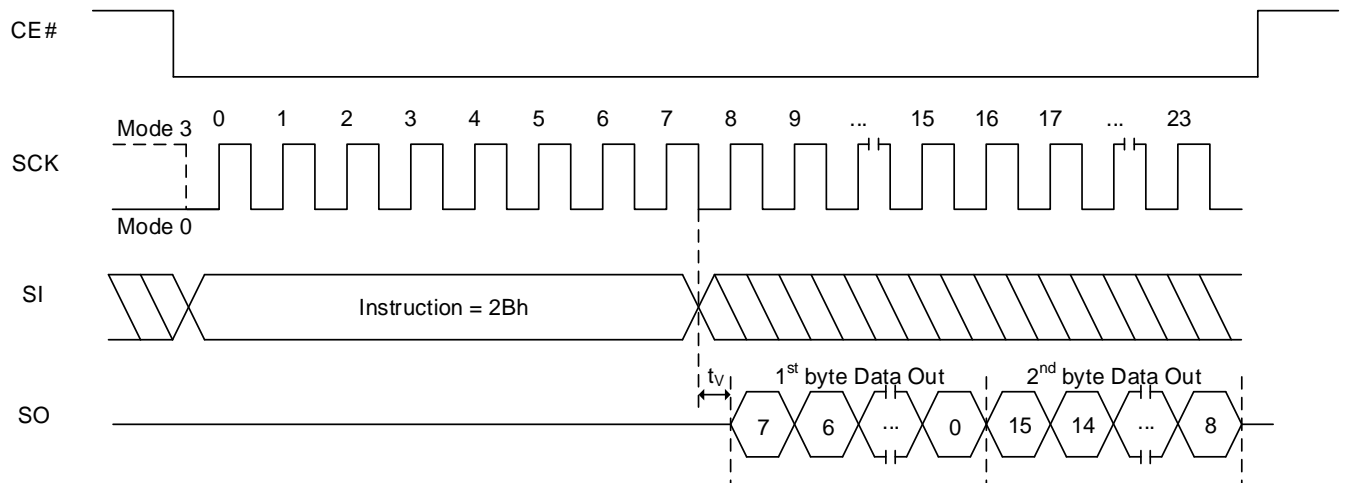 CE#
Mode 3
0 1 2 3 4 5 6 7 8 9 ... 15 16 17 ... 23
SCK
Mode 0
SI
Instruction = 2Bh
tV
1st byte Data Out
2nd byte Data Out
SO
7 6 ... 0 15 14 ... 8